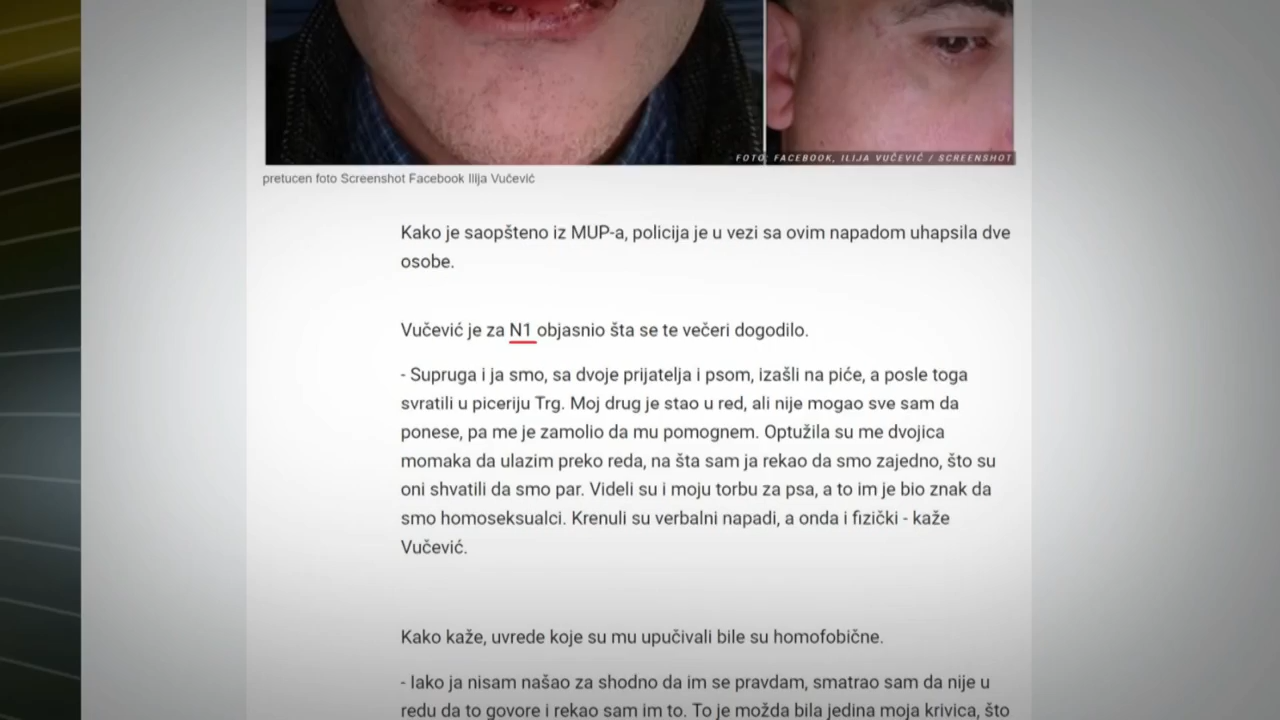 FOTO: FACEBOOK, ILIJA VUČEVIĆ / SCREENSHOT
pretucen foto Screenshot Facebook Ilija Vučević
Kako je saopšteno iz MUP-a, policija je u vezi sa ovim napadom uhapsila dve
osobe.
Vučević je za N1 objasnio šta se te večeri dogodilo.
- Supruga i ja smo, sa dvoje prijatelja i psom, izašli na piće, a posle toga
svratili u piceriju Trg. Moj drug je stao u red, ali nije mogao sve sam da
ponese, pa me je zamolio da mu pomognem. Optužila su me dvojica
momaka da ulazim preko reda, na šta sam ja rekao da smo zajedno, što su
oni shvatili da smo par. Videli su i moju torbu za psa, a to im je bio znak da
smo homoseksualci. Krenuli su verbalni napadi, a onda i fizički - kaže
Vučević.
Kako kaže, uvrede koje su mu upučivali bile su homofobične.
- Iako ja nisam našao za shodno da im se pravdam, smatrao sam da nije u
redu da to govore i rekao sam im to. To je možda bila jedina moja krivica, što